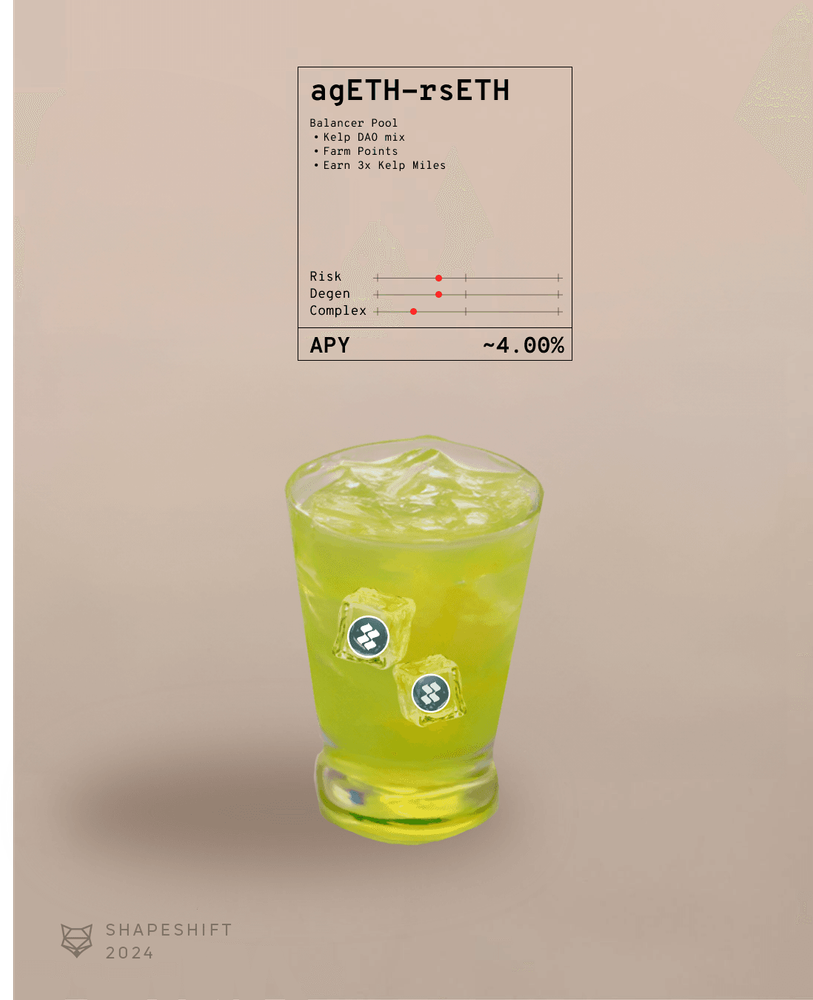 agETH-rsETH
Balancer Pool
• Kelp DAO mix
• Farm Points
• Earn 3x Kelp Miles
Risk
Degen
Complex
APY ~4.00%
SHAPESHIFT
2024